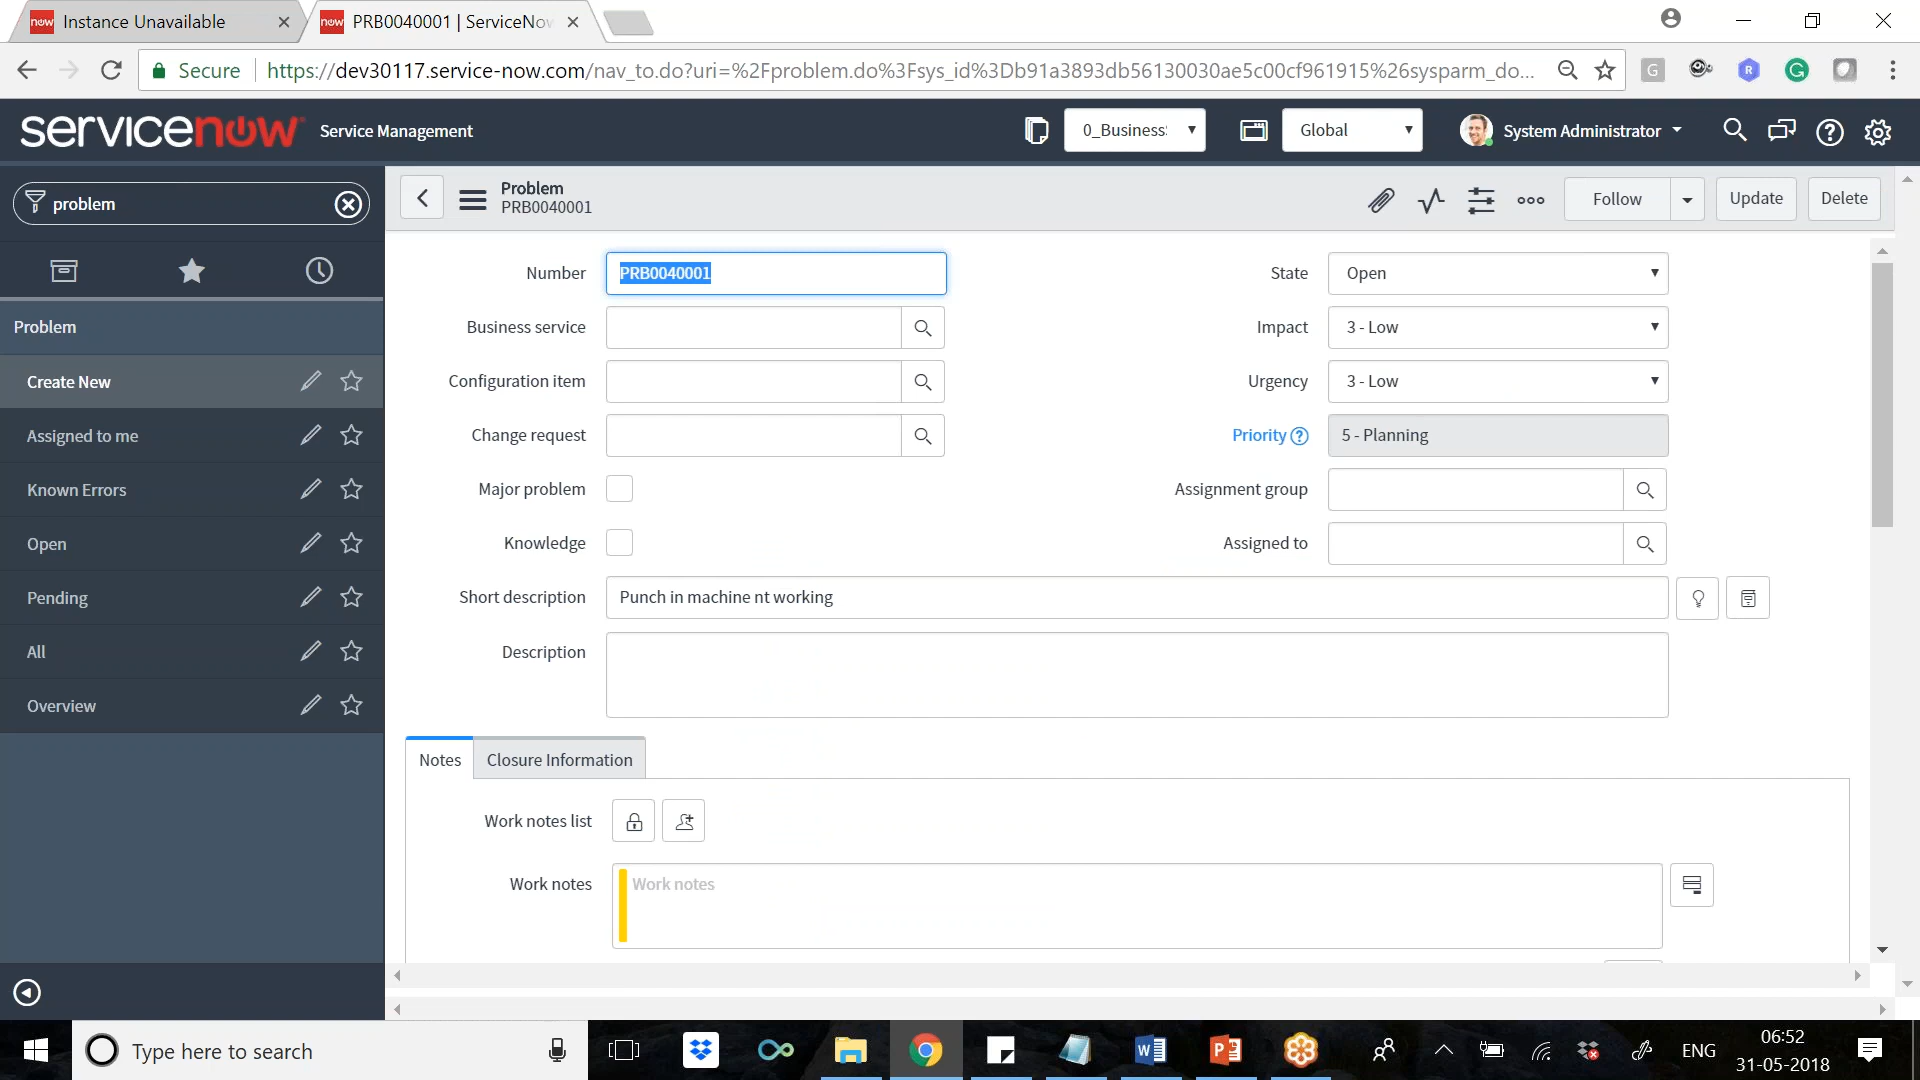 now Instance Unavailable
now PRB0040001 | ServiceNow
Secure https://dev30117.service-now.com/nav_to.do?uri=%2Fproblem.do%3Fsys_id%3Db91a3893db56130030ae5c00cf961915%26sysparm_do...
servicenow Service Management
0_Business
Global
System Administrator
problem
Problem
PRB0040001
Follow
Update
Delete
Problem
Create New
Assigned to me
Known Errors
Open
Pending
All
Overview
Number PRB0040001
Business service
Configuration item
Change request
Major problem
Knowledge
State Open
Impact 3 - Low
Urgency 3 - Low
Priority 5 - Planning
Assignment group
Assigned to
Short description Punch in machine nt working
Description
Notes
Closure Information
Work notes list
Work notes Work notes
Type here to search
ENG
06:52
31-05-2018